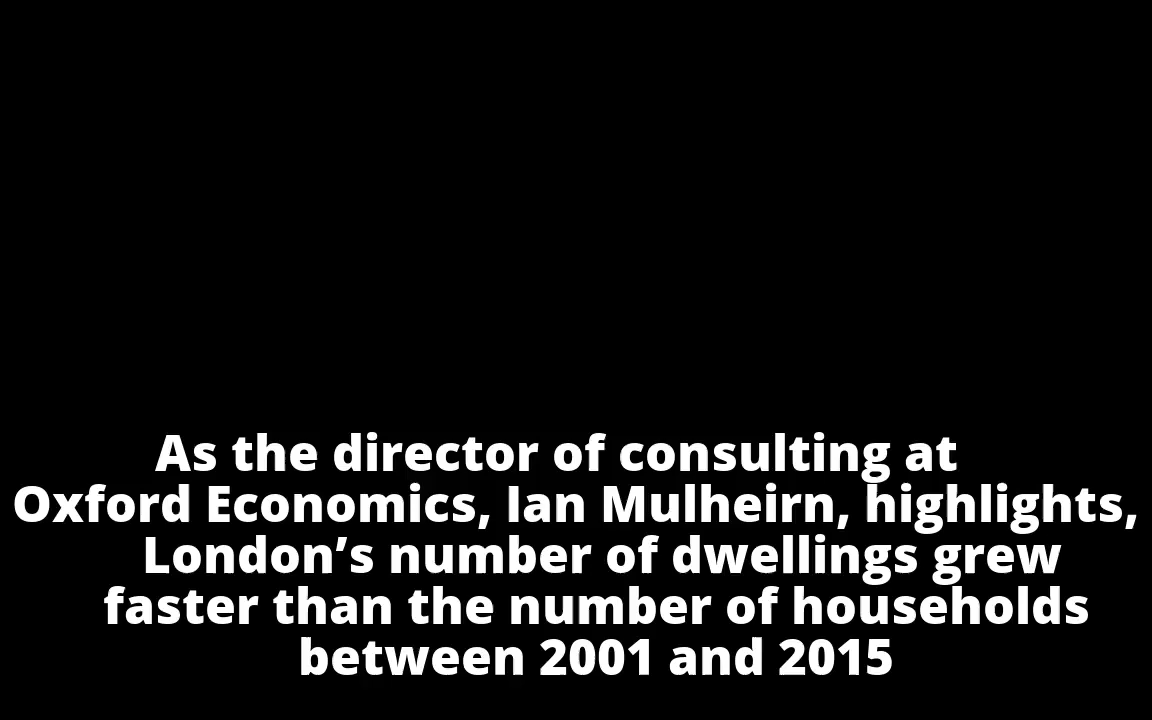 As the director of consulting at
Oxford Economics, Ian Mulheirn, highlights,
London’s number of dwellings grew
faster than the number of households
between 2001 and 2015